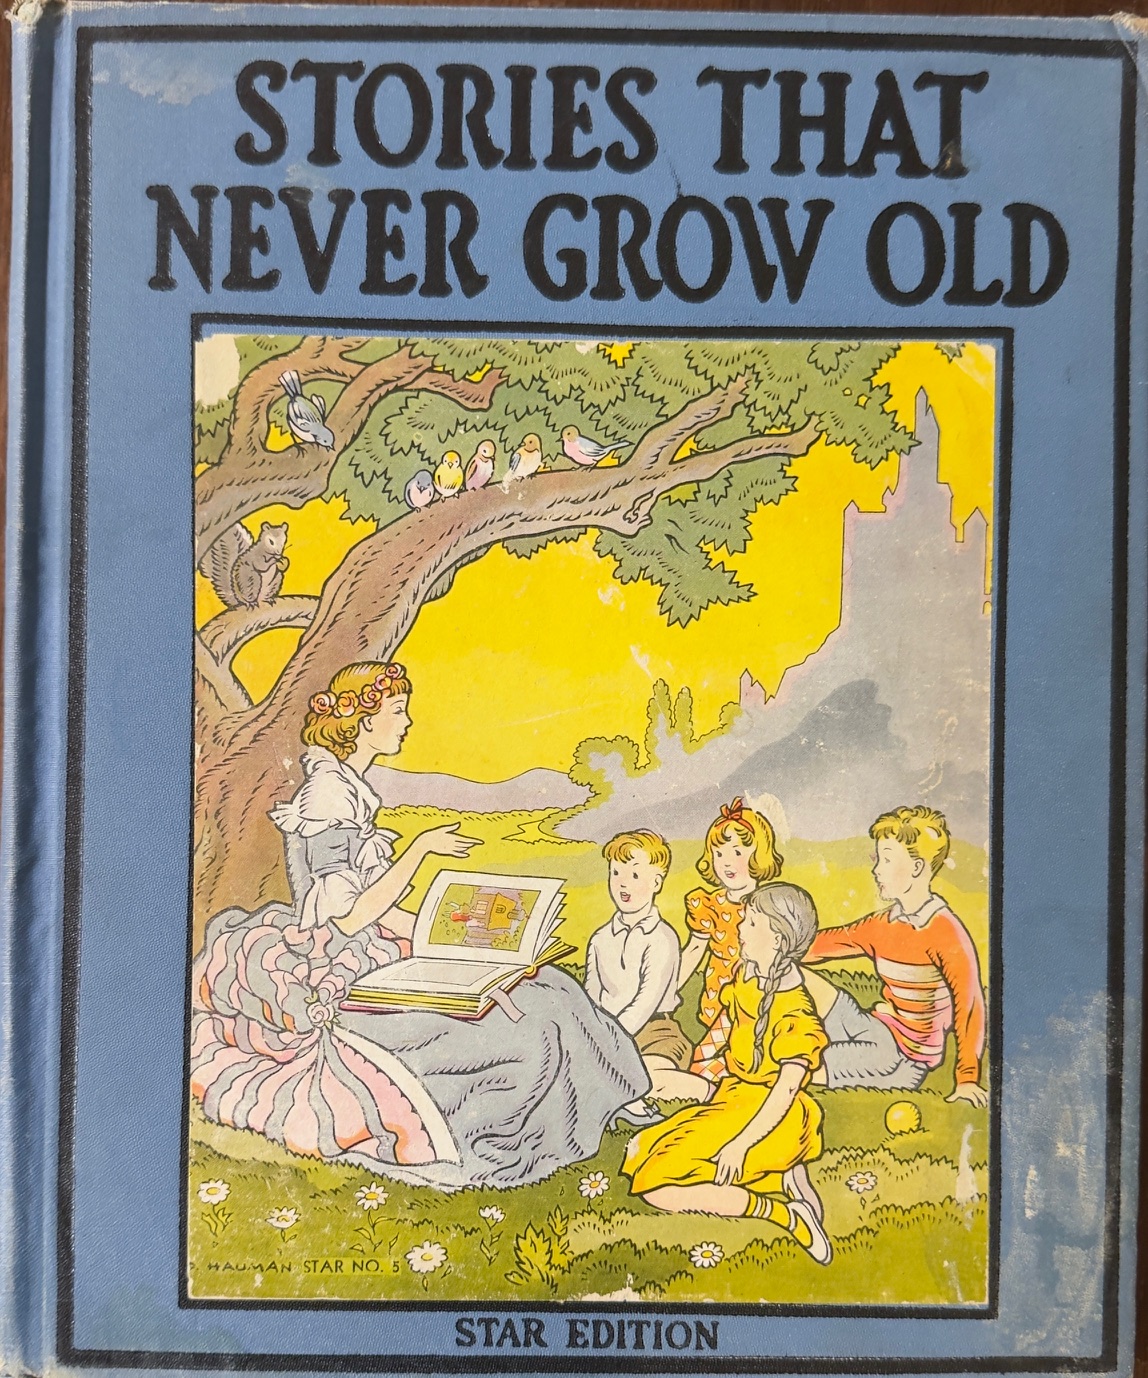 STORIES THAT
NEVER GROW OLD
HAUMAN STAR NO. 5
STAR EDITION